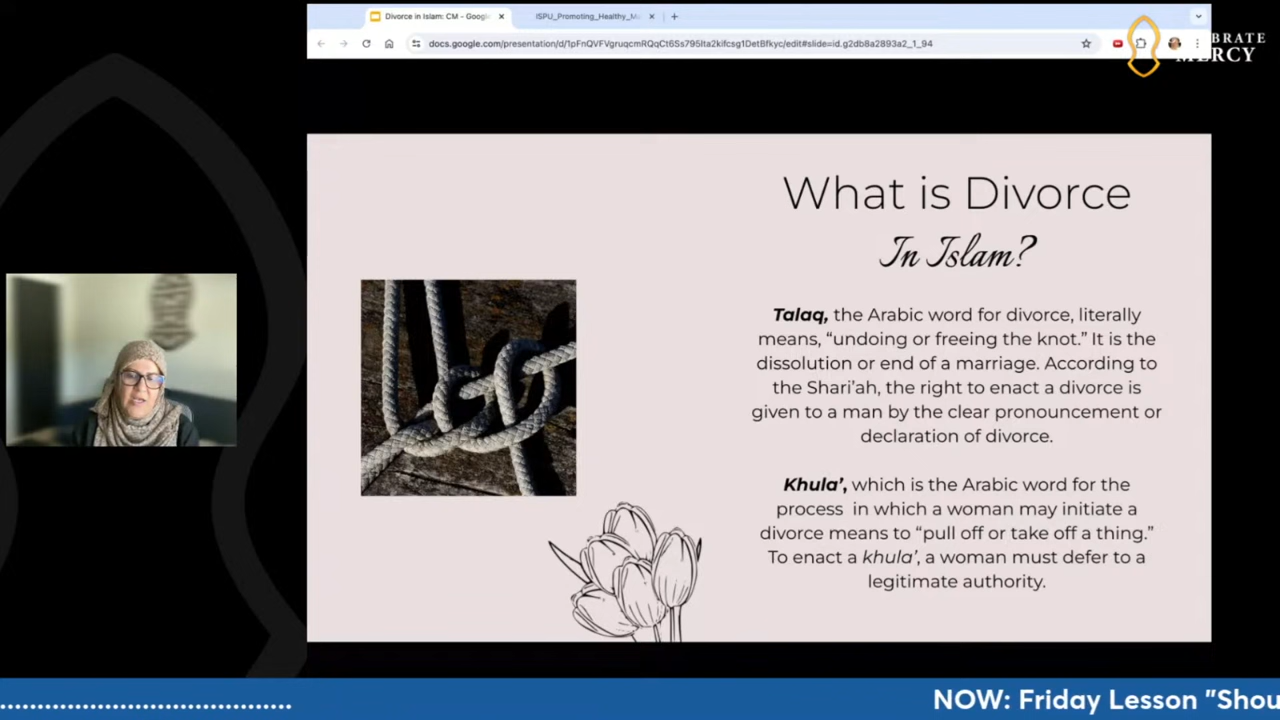 Divorce in Islam: CM - Googl
ISPU_Promoting_Healthy_M
docs.google.com/presentation/d/1pFnQVFVgruqcmRQqCt6Ss795Ita2kifcsg1DetBfkyc/edit#slide=id.g2db8a2893a2_1_94
BRATE
MERCY
What is Divorce
In Islam?
Talaq, the Arabic word for divorce, literally
means, “undoing or freeing the knot.” It is the
dissolution or end of a marriage. According to
the Shari’ah, the right to enact a divorce is
given to a man by the clear pronouncement or
declaration of divorce.
Khula’, which is the Arabic word for the
process in which a woman may initiate a
divorce means to “pull off or take off a thing.”
To enact a khula’, a woman must defer to a
legitimate authority.
NOW: Friday Lesson "Shou